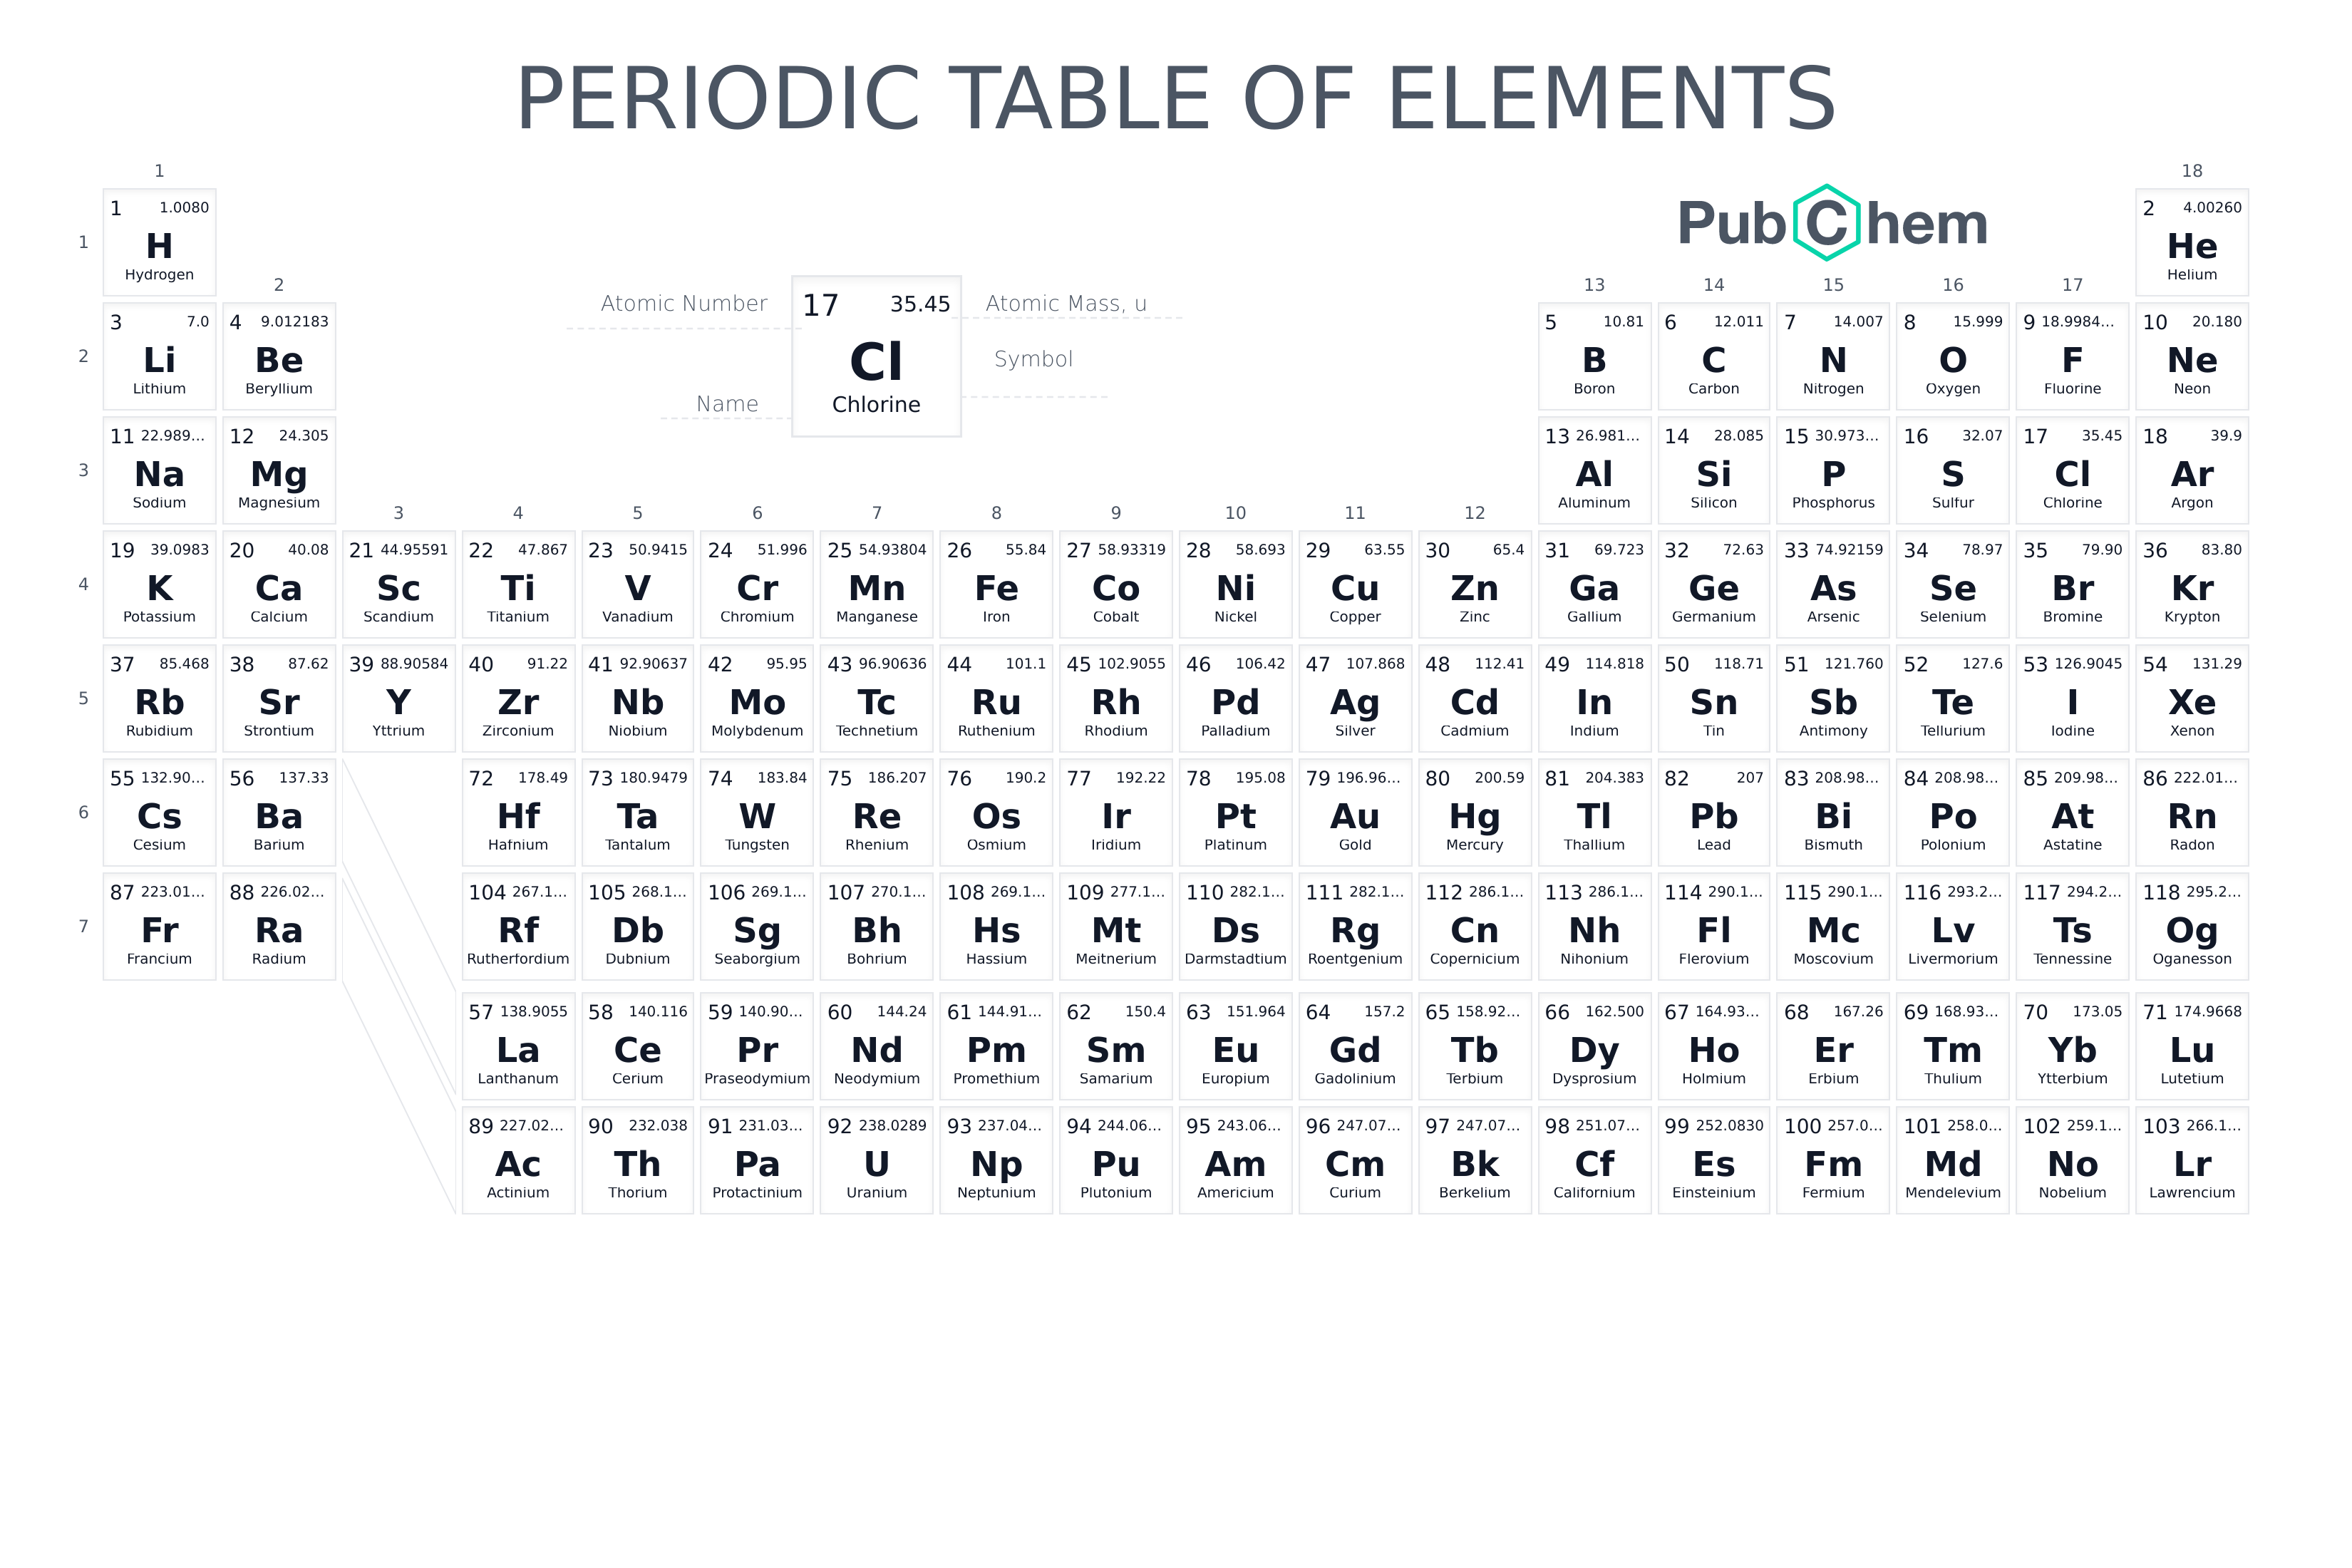 PERIODIC TABLE OF ELEMENTS
1 18
PubChem
1 1.0080 2 4.00260
1 H He
Hydrogen Helium
2 13 14 15 16 17
Atomic Number 17 35.45 Atomic Mass, u
Cl Symbol
Name Chlorine
3 7.0 4 9.012183 5 10.81 6 12.011 7 14.007 8 15.999 9 18.9984... 10 20.180
2 Li Be B C N O F Ne
Lithium Beryllium Boron Carbon Nitrogen Oxygen Fluorine Neon
11 22.989... 12 24.305 13 26.981... 14 28.085 15 30.973... 16 32.07 17 35.45 18 39.9
3 Na Mg Al Si P S Cl Ar
Sodium Magnesium Aluminum Silicon Phosphorus Sulfur Chlorine Argon
3 4 5 6 7 8 9 10 11 12
19 39.0983 20 40.08 21 44.95591 22 47.867 23 50.9415 24 51.996 25 54.93804 26 55.84 27 58.93319 28 58.693 29 63.55 30 65.4 31 69.723 32 72.63 33 74.92159 34 78.97 35 79.90 36 83.80
4 K Ca Sc Ti V Cr Mn Fe Co Ni Cu Zn Ga Ge As Se Br Kr
Potassium Calcium Scandium Titanium Vanadium Chromium Manganese Iron Cobalt Nickel Copper Zinc Gallium Germanium Arsenic Selenium Bromine Krypton
37 85.468 38 87.62 39 88.90584 40 91.22 41 92.90637 42 95.95 43 96.90636 44 101.1 45 102.9055 46 106.42 47 107.868 48 112.41 49 114.818 50 118.71 51 121.760 52 127.6 53 126.9045 54 131.29
5 Rb Sr Y Zr Nb Mo Tc Ru Rh Pd Ag Cd In Sn Sb Te I Xe
Rubidium Strontium Yttrium Zirconium Niobium Molybdenum Technetium Ruthenium Rhodium Palladium Silver Cadmium Indium Tin Antimony Tellurium Iodine Xenon
55 132.90... 56 137.33 72 178.49 73 180.9479 74 183.84 75 186.207 76 190.2 77 192.22 78 195.08 79 196.96... 80 200.59 81 204.383 82 207 83 208.98... 84 208.98... 85 209.98... 86 222.01...
6 Cs Ba Hf Ta W Re Os Ir Pt Au Hg Tl Pb Bi Po At Rn
Cesium Barium Hafnium Tantalum Tungsten Rhenium Osmium Iridium Platinum Gold Mercury Thallium Lead Bismuth Polonium Astatine Radon
87 223.01... 88 226.02... 104 267.1... 105 268.1... 106 269.1... 107 270.1... 108 269.1... 109 277.1... 110 282.1... 111 282.1... 112 286.1... 113 286.1... 114 290.1... 115 290.1... 116 293.2... 117 294.2... 118 295.2...
7 Fr Ra Rf Db Sg Bh Hs Mt Ds Rg Cn Nh Fl Mc Lv Ts Og
Francium Radium Rutherfordium Dubnium Seaborgium Bohrium Hassium Meitnerium Darmstadtium Roentgenium Copernicium Nihonium Flerovium Moscovium Livermorium Tennessine Oganesson
57 138.9055 58 140.116 59 140.90... 60 144.24 61 144.91... 62 150.4 63 151.964 64 157.2 65 158.92... 66 162.500 67 164.93... 68 167.26 69 168.93... 70 173.05 71 174.9668
La Ce Pr Nd Pm Sm Eu Gd Tb Dy Ho Er Tm Yb Lu
Lanthanum Cerium Praseodymium Neodymium Promethium Samarium Europium Gadolinium Terbium Dysprosium Holmium Erbium Thulium Ytterbium Lutetium
89 227.02... 90 232.038 91 231.03... 92 238.0289 93 237.04... 94 244.06... 95 243.06... 96 247.07... 97 247.07... 98 251.07... 99 252.0830 100 257.0... 101 258.0... 102 259.1... 103 266.1...
Ac Th Pa U Np Pu Am Cm Bk Cf Es Fm Md No Lr
Actinium Thorium Protactinium Uranium Neptunium Plutonium Americium Curium Berkelium Californium Einsteinium Fermium Mendelevium Nobelium Lawrencium